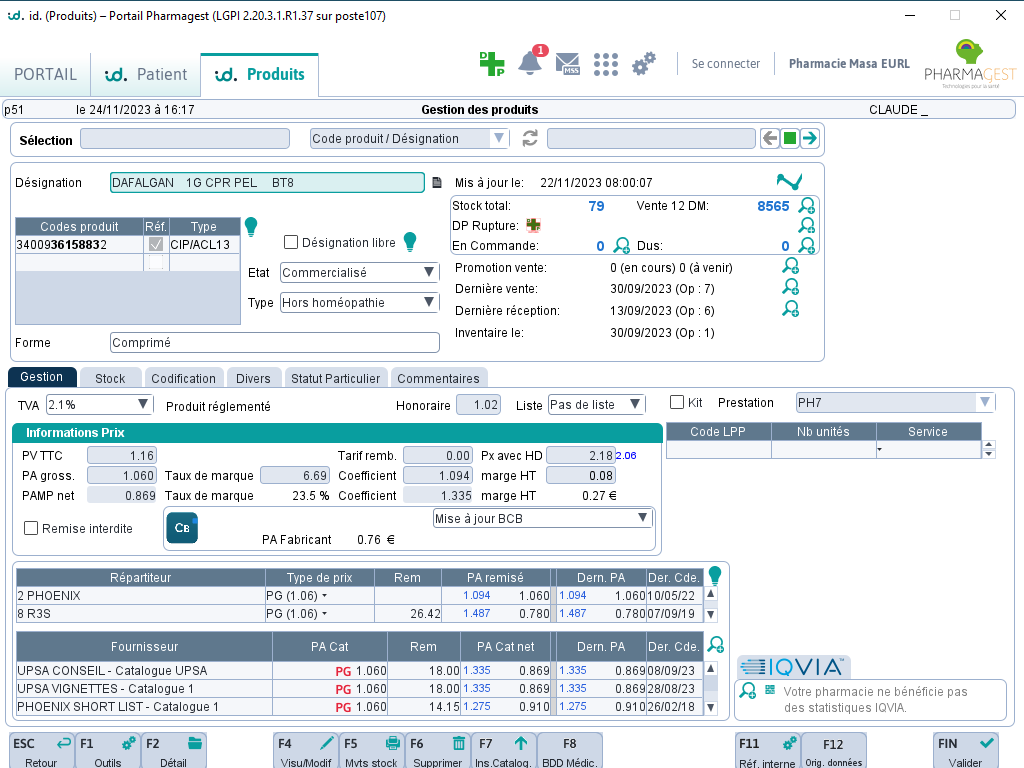 id. (Produits) – Portail Pharmagest (LGPI 2.20.3.1.R1.37 sur poste107)
PORTAIL id. Patient id. Produits DP 1 MSS Se connecter Pharmacie Masa EURL PHARMAGEST
Technologies pour la santé
p51 le 24/11/2023 à 16:17 Gestion des produits CLAUDE _
Sélection Code produit / Désignation
Désignation DAFALGAN 1G CPR PEL BT8 Mis à jour le: 22/11/2023 08:00:07
Stock total: 79 Vente 12 DM: 8565
Codes produit Réf. Type DP Rupture:
3400936158832 CIP/ACL13 Désignation libre En Commande: 0 Dus: 0
Etat Commercialisé Promotion vente: 0 (en cours) 0 (à venir)
Dernière vente: 30/09/2023 (Op : 7)
Type Hors homéopathie Dernière réception: 13/09/2023 (Op : 6)
Inventaire le: 30/09/2023 (Op : 1)
Forme Comprimé
Gestion Stock Codification Divers Statut Particulier Commentaires
TVA 2.1% Produit réglementé Honoraire 1.02 Liste Pas de liste Kit Prestation PH7
Informations Prix Code LPP Nb unités Service
PV TTC 1.16 Tarif remb. 0.00 Px avec HD 2.18 2.06
PA gross. 1.060 Taux de marque 6.69 Coefficient 1.094 marge HT 0.08
PAMP net 0.869 Taux de marque 23.5 % Coefficient 1.335 marge HT 0.27 €
Remise interdite CB Mise à jour BCB
PA Fabricant 0.76 €
Répartiteur Type de prix Rem PA remisé Dern. PA Der. Cde.
2 PHOENIX PG (1.06) 1.094 1.060 1.094 1.060 10/05/22
8 R3S PG (1.06) 26.42 1.487 0.780 1.487 0.780 07/09/19
Fournisseur PA Cat Rem PA Cat net Dern. PA Der. Cde.
UPSA CONSEIL - Catalogue UPSA PG 1.060 18.00 1.335 0.869 1.335 0.869 08/09/23
UPSA VIGNETTES - Catalogue 1 PG 1.060 18.00 1.335 0.869 1.335 0.869 28/08/23
PHOENIX SHORT LIST - Catalogue 1 PG 1.060 14.15 1.275 0.910 1.275 0.910 26/02/18
IQVIA
Votre pharmacie ne bénéficie pas
des statistiques IQVIA.
ESC Retour F1 Outils F2 Détail F4 Visu/Modif F5 Mvts stock F6 Supprimer F7 Ins.Catalog. F8 BDD Médic. F11 Réf. interne F12 Orig. données FIN Valider